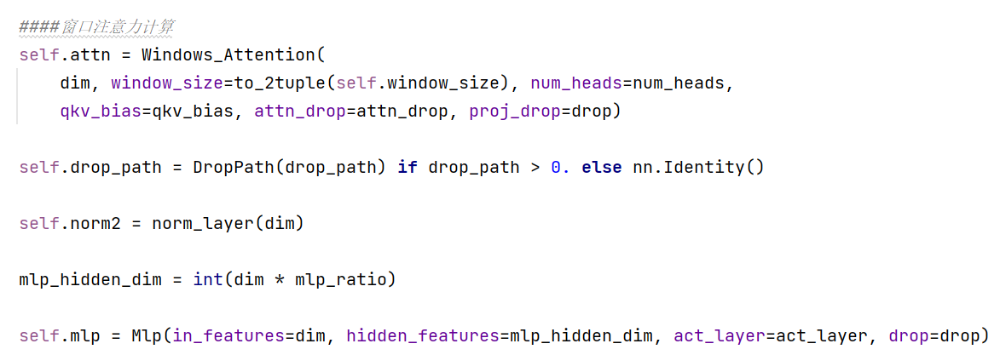 ####窗口注意力计算
self.attn = Windows_Attention(
dim, window_size=to_2tuple(self.window_size), num_heads=num_heads,
qkv_bias=qkv_bias, attn_drop=attn_drop, proj_drop=drop)
self.drop_path = DropPath(drop_path) if drop_path > 0. else nn.Identity()
self.norm2 = norm_layer(dim)
mlp_hidden_dim = int(dim * mlp_ratio)
self.mlp = Mlp(in_features=dim, hidden_features=mlp_hidden_dim, act_layer=act_layer, drop=drop)